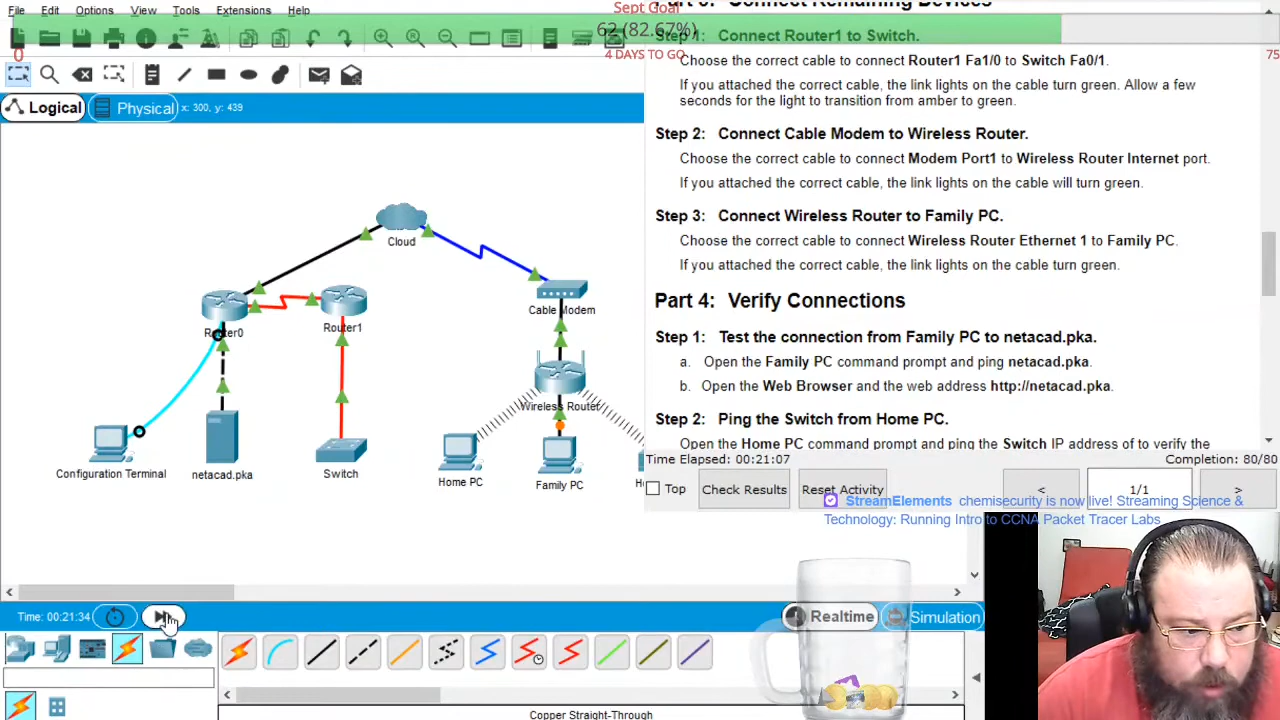 File Edit Options View Tools Extensions Help
Sept Goal
62 (82.67%)
4 DAYS TO GO
0
75
Step 1: Connect Router1 to Switch.
Choose the correct cable to connect Router1 Fa1/0 to Switch Fa0/1.
If you attached the correct cable, the link lights on the cable turn green. Allow a few
seconds for the light to transition from amber to green.
Step 2: Connect Cable Modem to Wireless Router.
Choose the correct cable to connect Modem Port1 to Wireless Router Internet port.
If you attached the correct cable, the link lights on the cable will turn green.
Step 3: Connect Wireless Router to Family PC.
Choose the correct cable to connect Wireless Router Ethernet 1 to Family PC.
If you attached the correct cable, the link lights on the cable turn green.
Part 4: Verify Connections
Step 1: Test the connection from Family PC to netacad.pka.
a. Open the Family PC command prompt and ping netacad.pka.
b. Open the Web Browser and the web address http://netacad.pka.
Step 2: Ping the Switch from Home PC.
Open the Home PC command prompt and ping the Switch IP address of to verify the
Time Elapsed: 00:21:07 Completion: 80/80
Top Check Results Reset Activity < 1/1 >
StreamElements chemisecurity is now live! Streaming Science &
Technology: Running Intro to CCNA Packet Tracer Labs
Logical Physical x: 300, y: 439
Cloud
Router0
Router1
Cable Modem
Wireless Router
Configuration Terminal
netacad.pka
Switch
Home PC
Family PC
Time: 00:21:34
Realtime Simulation
Copper Straight-Through